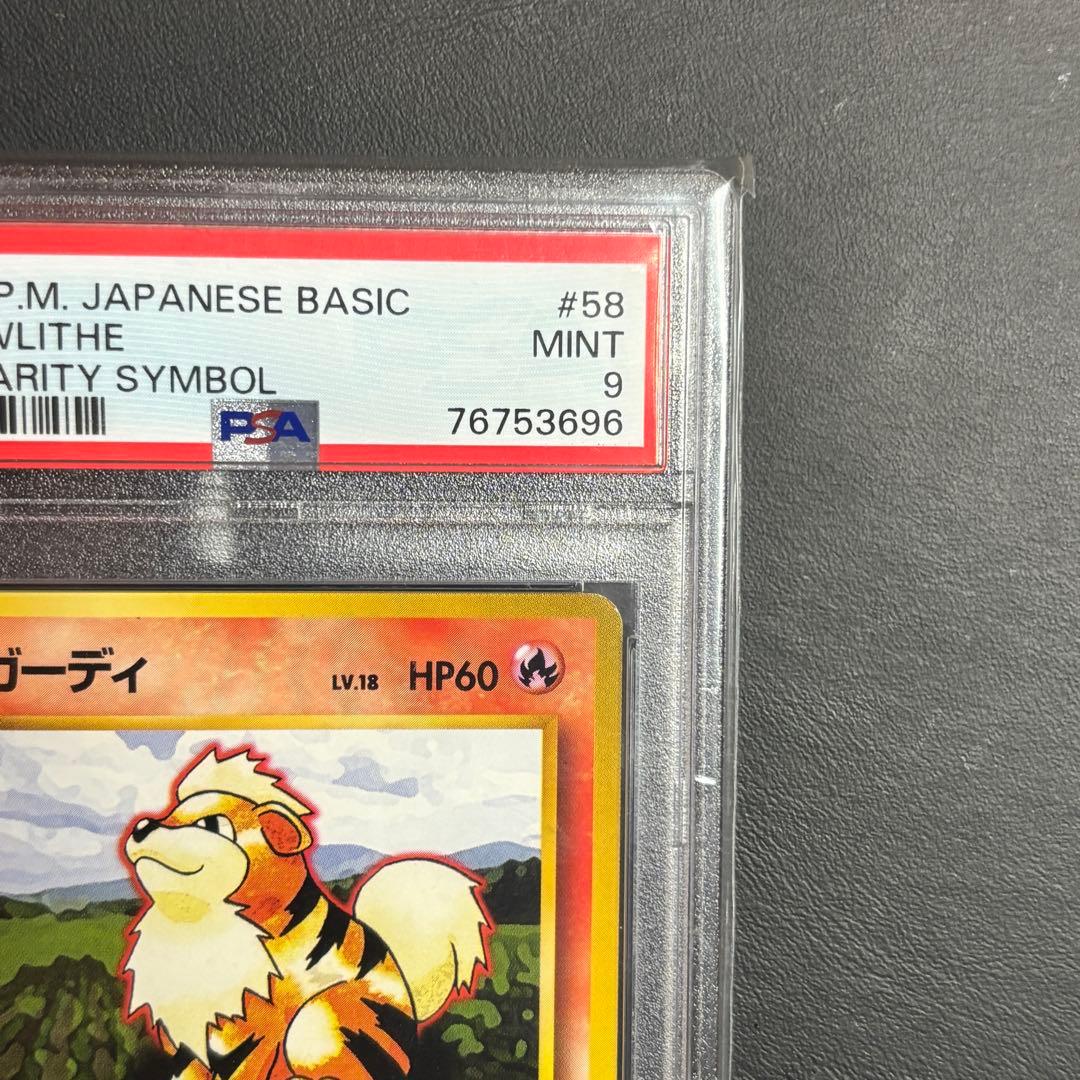 P.M. JAPANESE BASIC #58
WLITHE MINT
ARITY SYMBOL 9
PSA 76753696
ガーディ LV.18 HP60